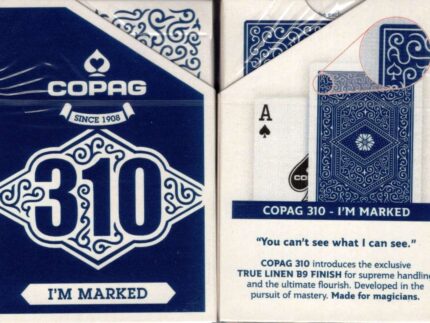 COPAG
SINCE 1908
310
I'M MARKED
A
COPAG
COPAG 310 - I'M MARKED
"You can't see what I can see."
COPAG 310 introduces the exclusive
TRUE LINEN B9 FINISH for supreme handling
and the ultimate flourish. Developed in the
pursuit of mastery. Made for magicians.